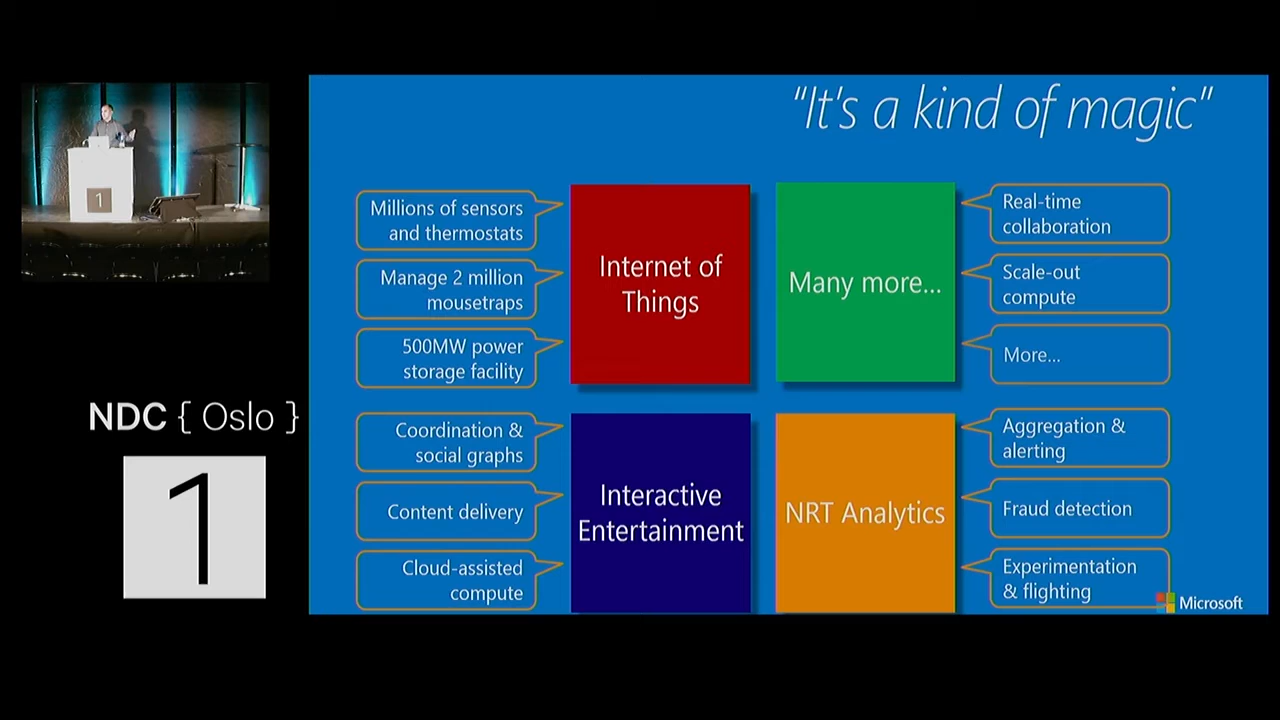 "It's a kind of magic"
Millions of sensors
and thermostats
Manage 2 million
mousetraps
500MW power
storage facility
Internet of
Things
Many more...
Real-time
collaboration
Scale-out
compute
More...
Coordination &
social graphs
Content delivery
Cloud-assisted
compute
Interactive
Entertainment
NRT Analytics
Aggregation &
alerting
Fraud detection
Experimentation
& flighting
Microsoft
1
NDC { Oslo }
1